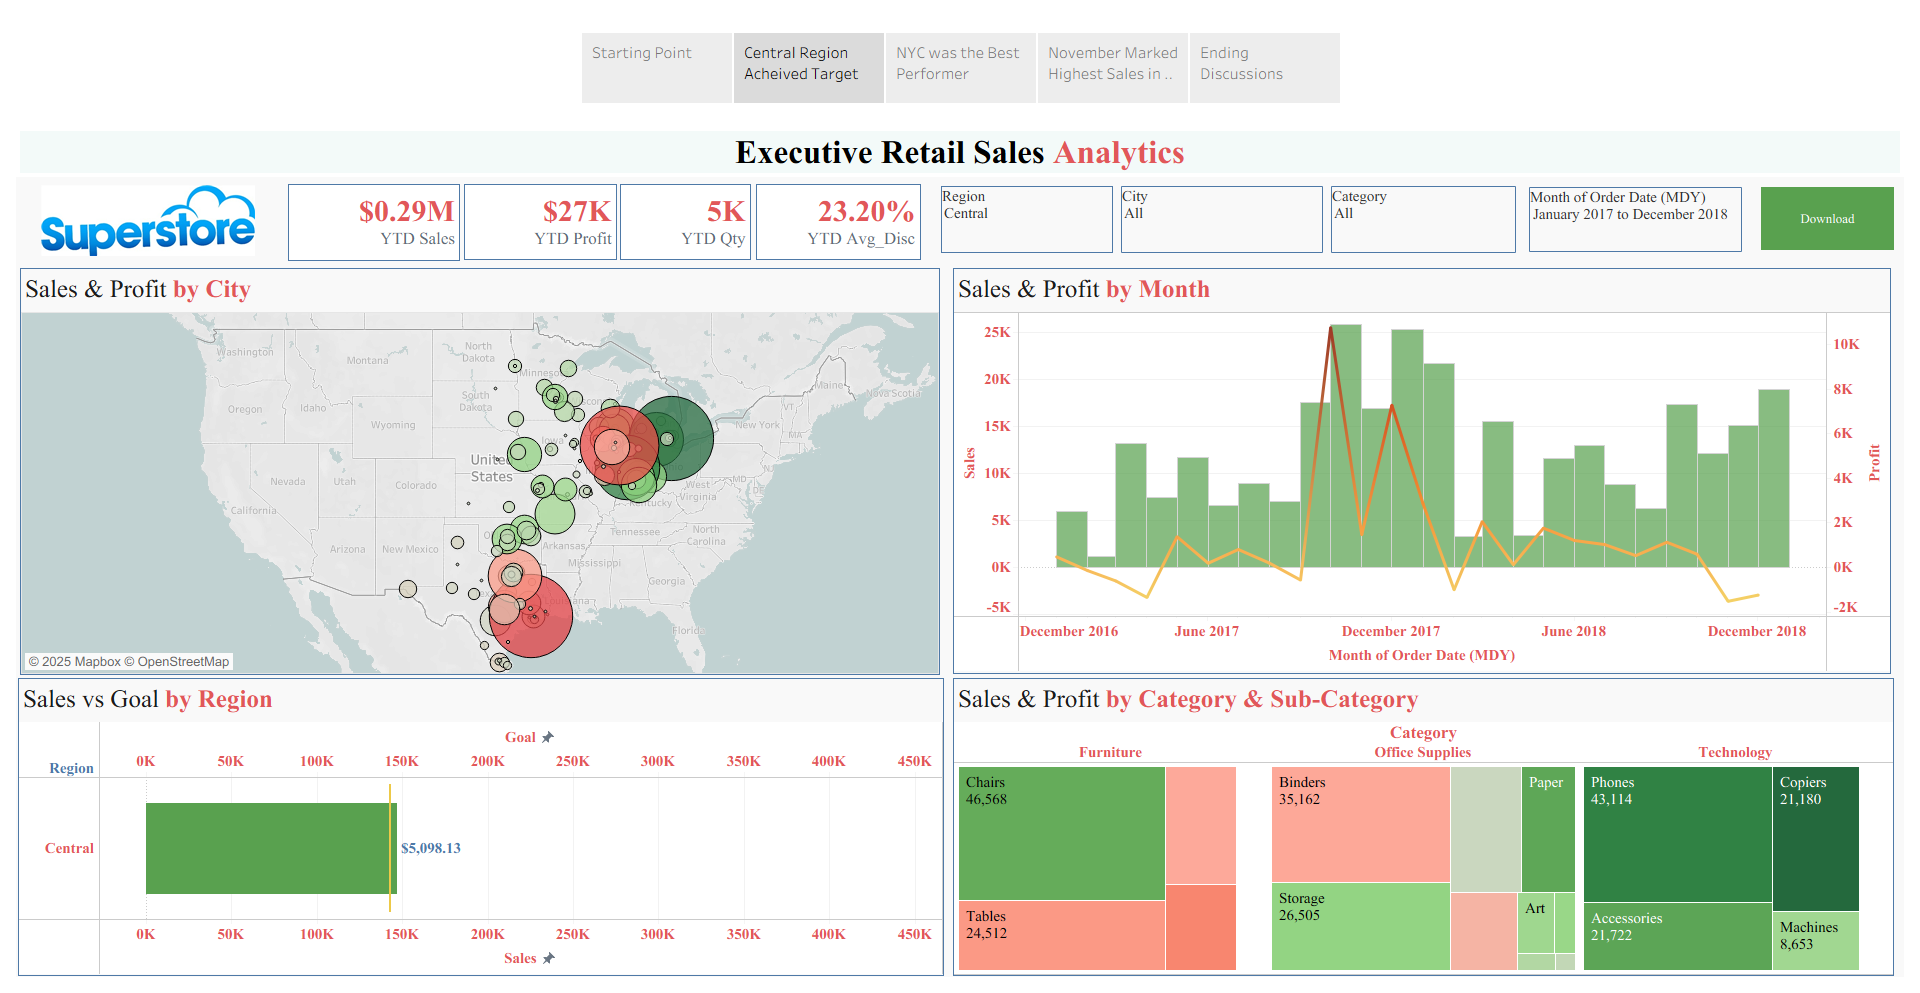 Starting Point
Central Region
Acheived Target
NYC was the Best
Performer
November Marked
Highest Sales in ..
Ending
Discussions
Executive Retail Sales Analytics
Superstore
$0.29M
YTD Sales
$27K
YTD Profit
5K
YTD Qty
23.20%
YTD Avg_Disc
Region
Central
City
All
Category
All
Month of Order Date (MDY)
January 2017 to December 2018
Download
Sales & Profit by City
Washington
Montana
North
Dakota
Oregon
Idaho
Wyoming
South
Dakota
Iowa
Maine
Nova Scotia
VT
New York
MA
United
States
Nevada
Utah
Colorado
California
MD
DE
West
Virginia
Kentucky
Arizona
New Mexico
Arkansas
Tennessee
North
Carolina
Mississippi
Georgia
Florida
© 2025 Mapbox © OpenStreetMap
Sales & Profit by Month
25K
20K
15K
10K
5K
0K
-5K
Sales
10K
8K
6K
4K
2K
0K
-2K
Profit
December 2016
June 2017
December 2017
June 2018
December 2018
Month of Order Date (MDY)
Sales vs Goal by Region
Goal
Region
0K 50K 100K 150K 200K 250K 300K 350K 400K 450K
Central
$5,098.13
0K 50K 100K 150K 200K 250K 300K 350K 400K 450K
Sales
Sales & Profit by Category & Sub-Category
Category
Furniture
Office Supplies
Technology
Chairs
46,568
Tables
24,512
Binders
35,162
Storage
26,505
Paper
Art
Phones
43,114
Accessories
21,722
Copiers
21,180
Machines
8,653